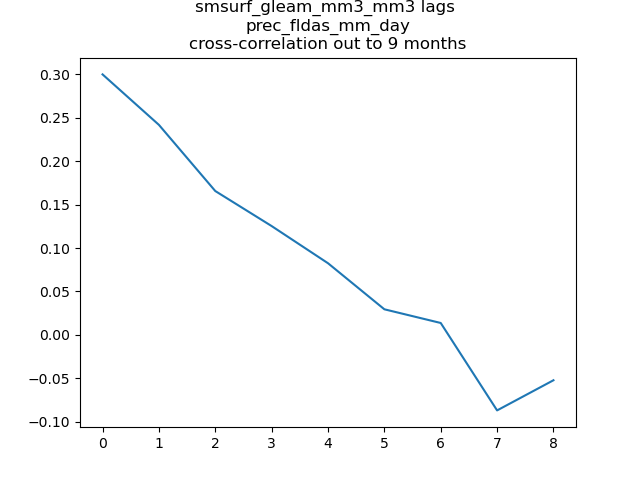 smsurf_gleam_mm3_mm3 lags
prec_fldas_mm_day
cross-correlation out to 9 months
0.30
0.25
0.20
0.15
0.10
0.05
0.00
−0.05
−0.10
0 1 2 3 4 5 6 7 8